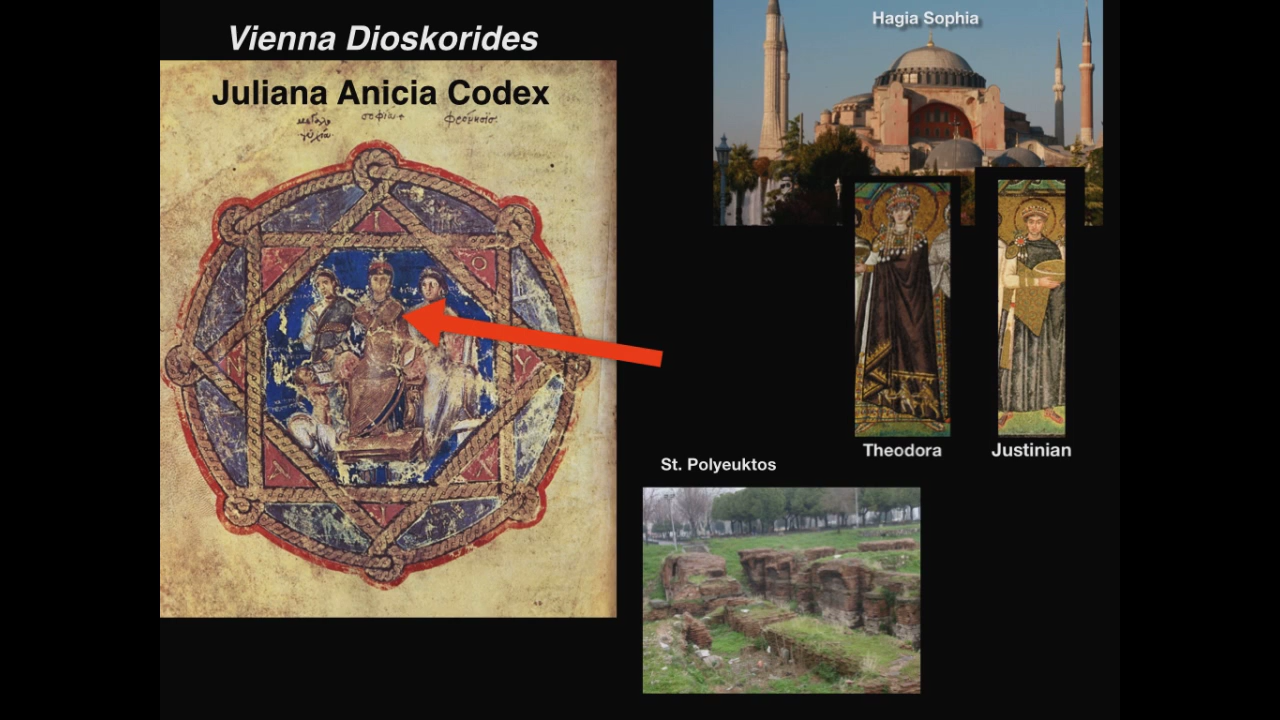 Vienna Dioskorides
Juliana Anicia Codex
Hagia Sophia
Theodora
Justinian
St. Polyeuktos